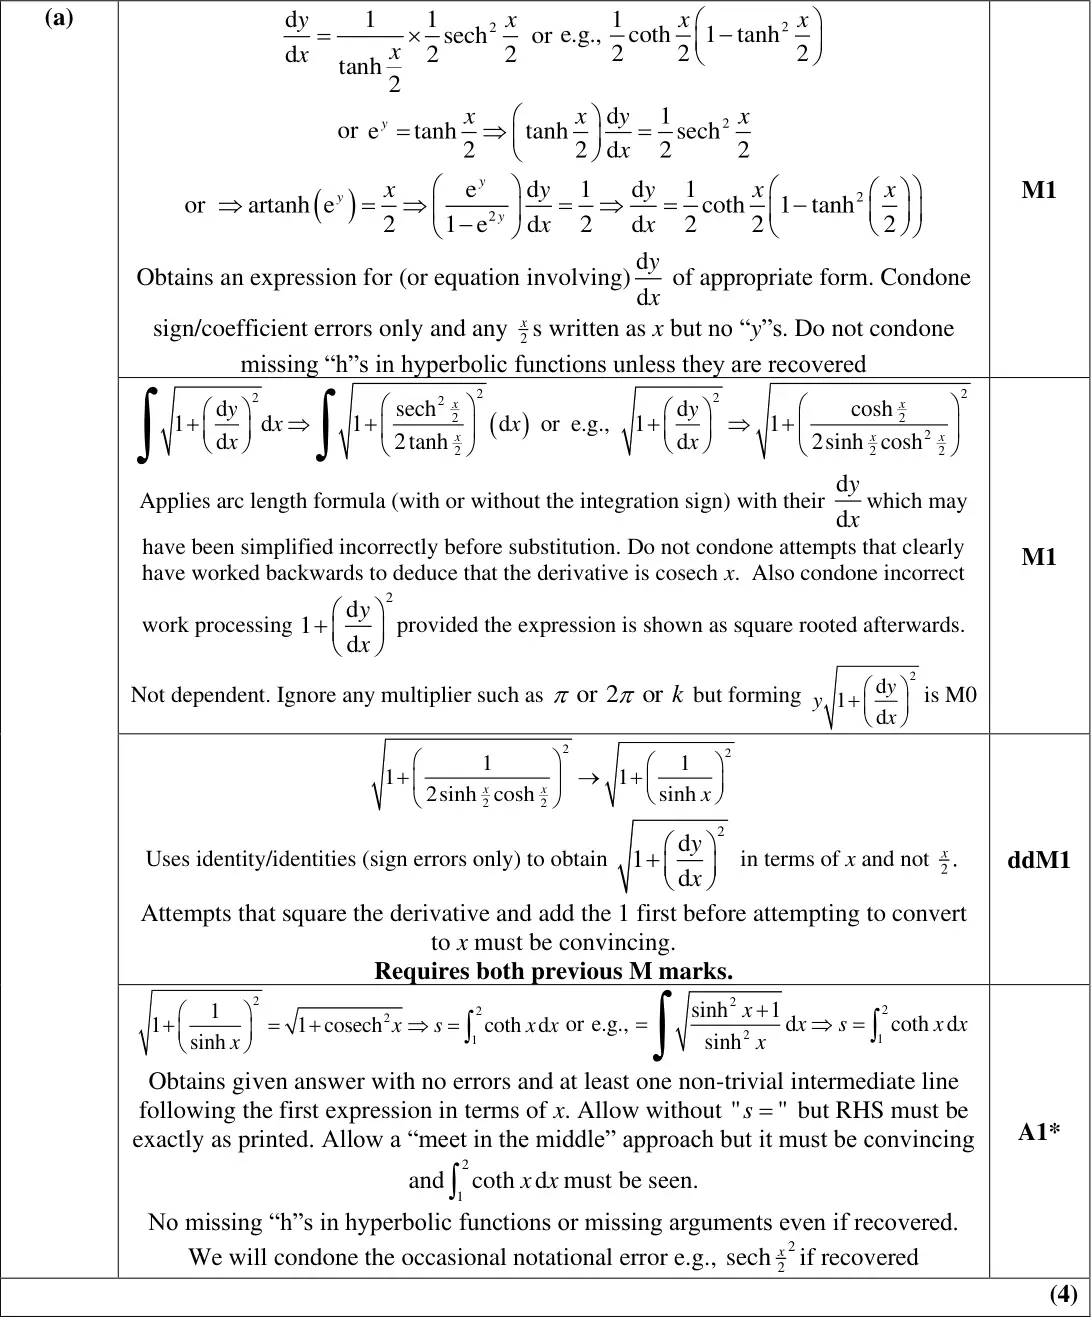 (a)
dy/dx = 1/(tanh x/2) × 1/2 sech² x/2 or e.g., 1/2 coth x/2 (1 − tanh² x/2)
or e^y = tanh x/2 ⇒ (tanh x/2) dy/dx = 1/2 sech² x/2
or ⇒ artanh(e^y) = x/2 ⇒ (e^y/(1 − e^(2y))) dy/dx = 1/2 ⇒ dy/dx = 1/2 coth x/2 (1 − tanh² (x/2))
M1
Obtains an expression for (or equation involving) dy/dx of appropriate form. Condone
sign/coefficient errors only and any x/2 s written as x but no “y”s. Do not condone
missing “h”s in hyperbolic functions unless they are recovered
∫√(1 + (dy/dx)²) dx ⇒ ∫√(1 + (sech² x/2 / 2tanh x/2)²) (dx) or e.g., √(1 + (dy/dx)²) ⇒ √(1 + (cosh x/2 / 2sinh x/2 cosh² x/2)²)
Applies arc length formula (with or without the integration sign) with their dy/dx which may
have been simplified incorrectly before substitution. Do not condone attempts that clearly
have worked backwards to deduce that the derivative is cosech x. Also condone incorrect
M1
work processing 1 + (dy/dx)² provided the expression is shown as square rooted afterwards.
Not dependent. Ignore any multiplier such as π or 2π or k but forming y√(1 + (dy/dx)²) is M0
√(1 + (1 / 2sinh x/2 cosh x/2)²) → √(1 + (1/sinh x)²)
Uses identity/identities (sign errors only) to obtain √(1 + (dy/dx)²) in terms of x and not x/2.
ddM1
Attempts that square the derivative and add the 1 first before attempting to convert
to x must be convincing.
Requires both previous M marks.
√(1 + (1/sinh x)²) = √(1 + cosech² x) ⇒ s = ∫₁² coth x dx or e.g., = ∫√((sinh² x + 1)/sinh² x) dx ⇒ s = ∫₁² coth x dx
Obtains given answer with no errors and at least one non-trivial intermediate line
following the first expression in terms of x. Allow without "s = " but RHS must be
exactly as printed. Allow a “meet in the middle” approach but it must be convincing
A1*
and ∫₁² coth x dx must be seen.
No missing “h”s in hyperbolic functions or missing arguments even if recovered.
We will condone the occasional notational error e.g., sech x/2² if recovered
(4)